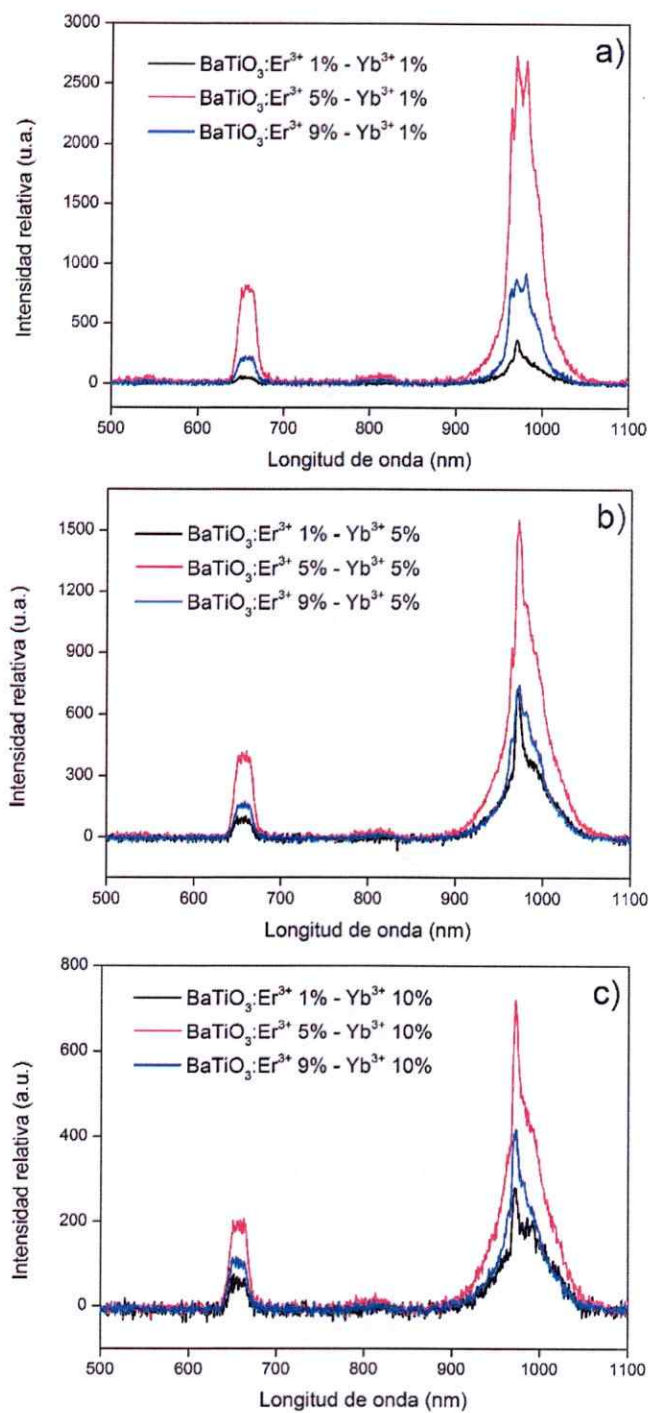 a)
BaTiO₃:Er³⁺ 1% - Yb³⁺ 1%
BaTiO₃:Er³⁺ 5% - Yb³⁺ 1%
BaTiO₃:Er³⁺ 9% - Yb³⁺ 1%
Intensidad relativa (u.a.)
3000
2500
2000
1500
1000
500
0
500 600 700 800 900 1000 1100
Longitud de onda (nm)
b)
BaTiO₃:Er³⁺ 1% - Yb³⁺ 5%
BaTiO₃:Er³⁺ 5% - Yb³⁺ 5%
BaTiO₃:Er³⁺ 9% - Yb³⁺ 5%
Intensidad relativa (u.a.)
1500
1200
900
600
300
0
500 600 700 800 900 1000 1100
Longitud de onda (nm)
c)
BaTiO₃:Er³⁺ 1% - Yb³⁺ 10%
BaTiO₃:Er³⁺ 5% - Yb³⁺ 10%
BaTiO₃:Er³⁺ 9% - Yb³⁺ 10%
Intensidad relativa (a.u.)
800
600
400
200
0
500 600 700 800 900 1000 1100
Longitud de onda (nm)